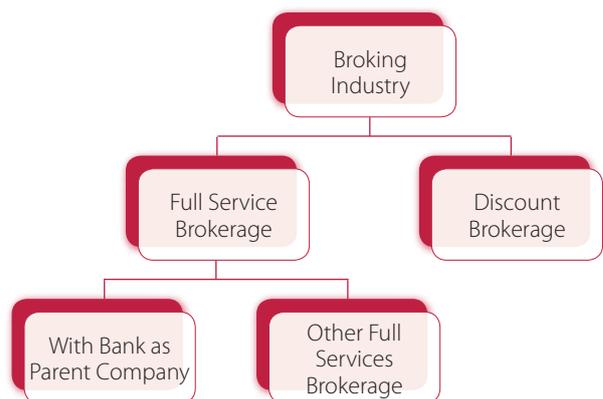 Broking
Industry
Full Service
Brokerage
Discount
Brokerage
With Bank as
Parent Company
Other Full
Services
Brokerage